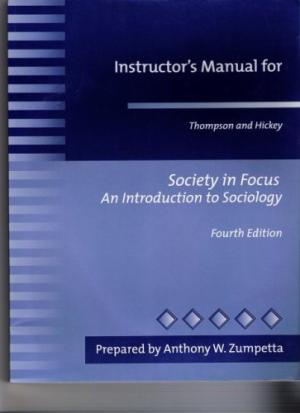 Instructor's Manual for
Thompson and Hickey
Society in Focus
An Introduction to Sociology
Fourth Edition
Prepared by Anthony W. Zumpetta